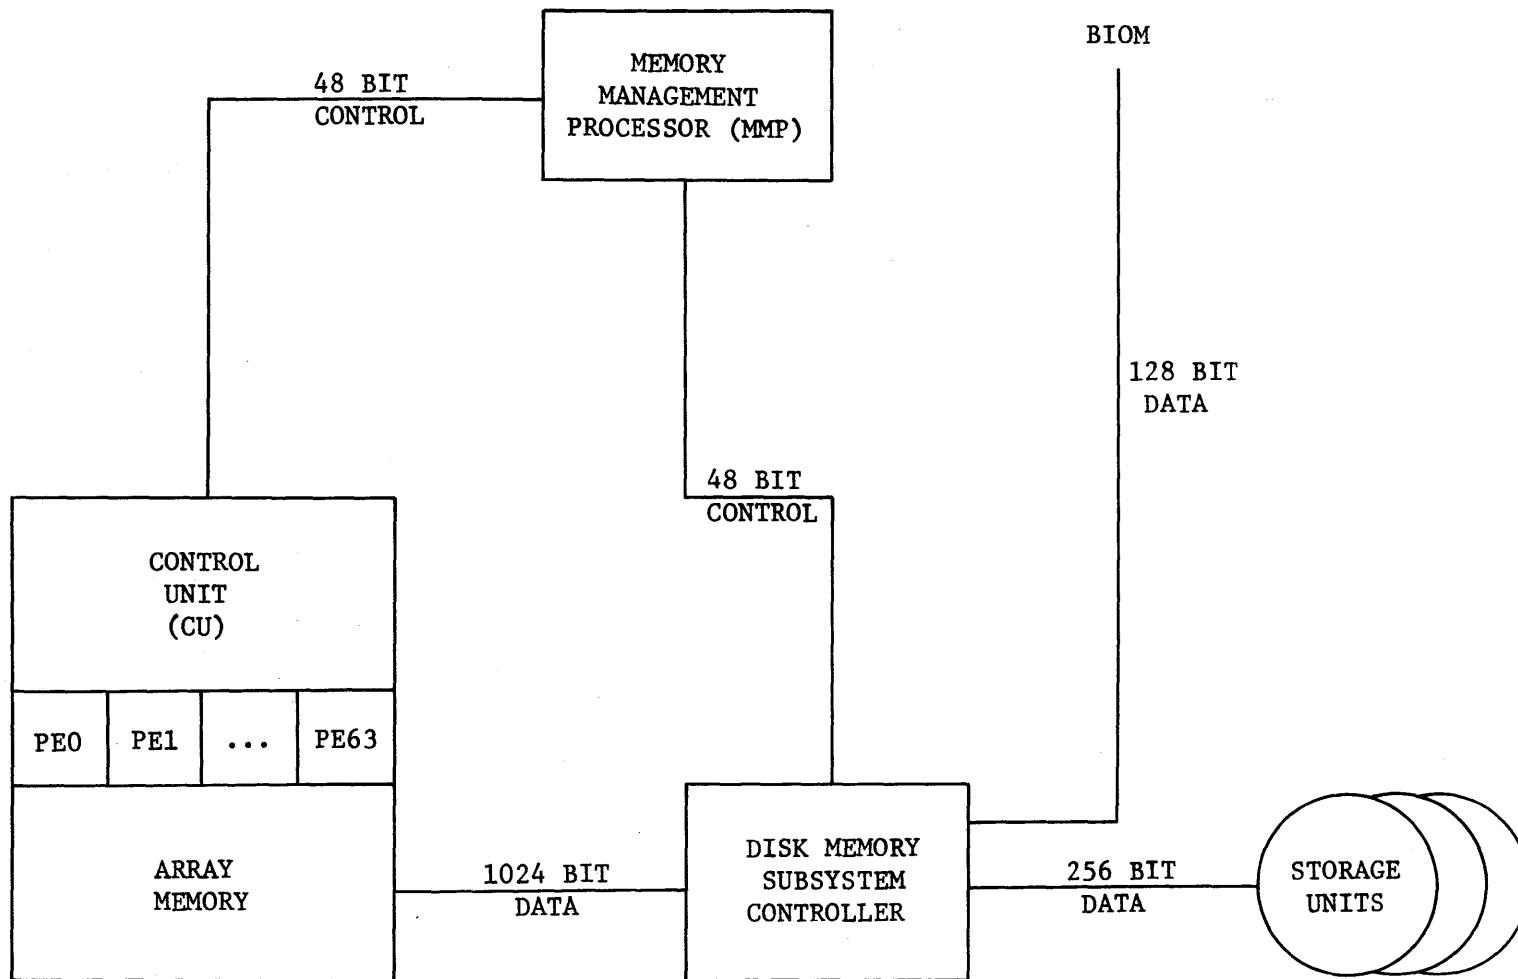 MEMORY
MANAGEMENT
PROCESSOR (MMP)
BIOM
48 BIT
CONTROL
128 BIT
DATA
48 BIT
CONTROL
CONTROL
UNIT
(CU)
PE0
PE1
...
PE63
ARRAY
MEMORY
1024 BIT
DATA
DISK MEMORY
SUBSYSTEM
CONTROLLER
256 BIT
DATA
STORAGE
UNITS